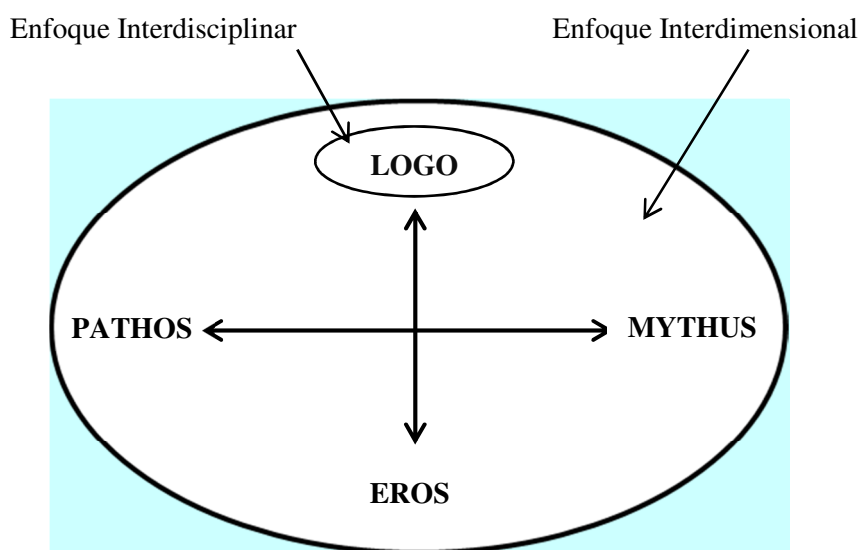 Enfoque Interdisciplinar
Enfoque Interdimensional
LOGO
PATHOS
MYTHUS
EROS